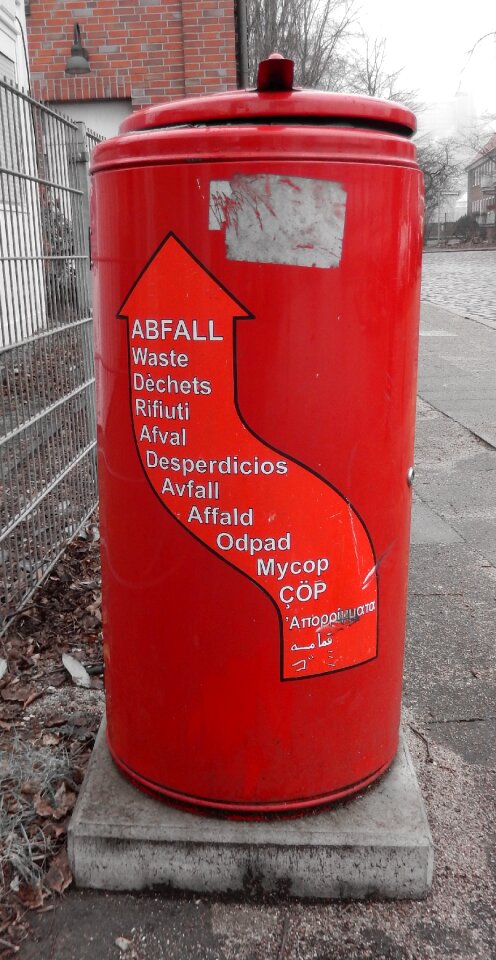 ABFALL
Waste
Dèchets
Rifiuti
Afval
Desperdicios
Avfall
Affald
Odpad
Mycop
ÇÖP
'Απορρίμματα
قمامه